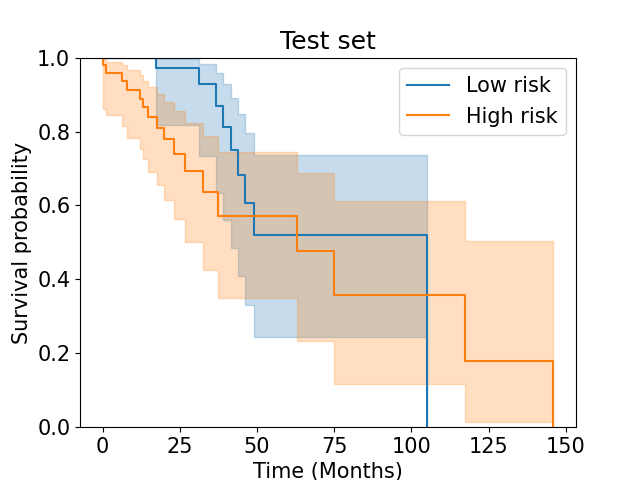 Test set
Low risk
High risk
Survival probability
1.0
0.8
0.6
0.4
0.2
0.0
0 25 50 75 100 125 150
Time (Months)